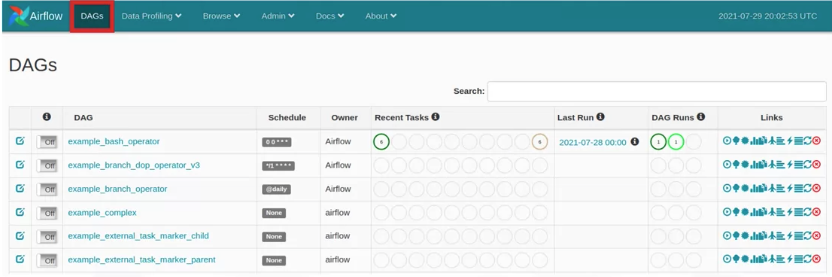 Airflow DAGs Data Profiling Browse Admin Docs About 2021-07-29 20:02:53 UTC
DAGs
Search:
DAG Schedule Owner Recent Tasks Last Run DAG Runs Links
Off example_bash_operator 0 0 * * * Airflow 6 6 2021-07-28 00:00 1 1
Off example_branch_dop_operator_v3 */1 * * * * Airflow
Off example_branch_operator @daily Airflow
Off example_complex None airflow
Off example_external_task_marker_child None airflow
Off example_external_task_marker_parent None airflow